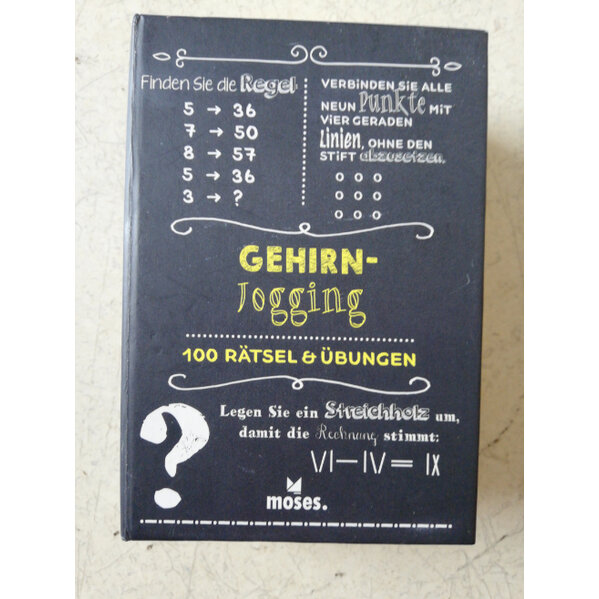 Finden Sie die Regel
5 → 36
7 → 50
8 → 57
5 → 36
3 → ?
VERBINDEN SIE ALLE
NEUN Punkte MIT
VIER GERADEN
Linien, OHNE DEN
STIFT abzusetzen.
o o o
o o o
o o o
GEHIRN-
Jogging
100 RÄTSEL & ÜBUNGEN
?
Legen Sie ein Streichholz um,
damit die Rechnung stimmt:
VI—IV= IX
moses.